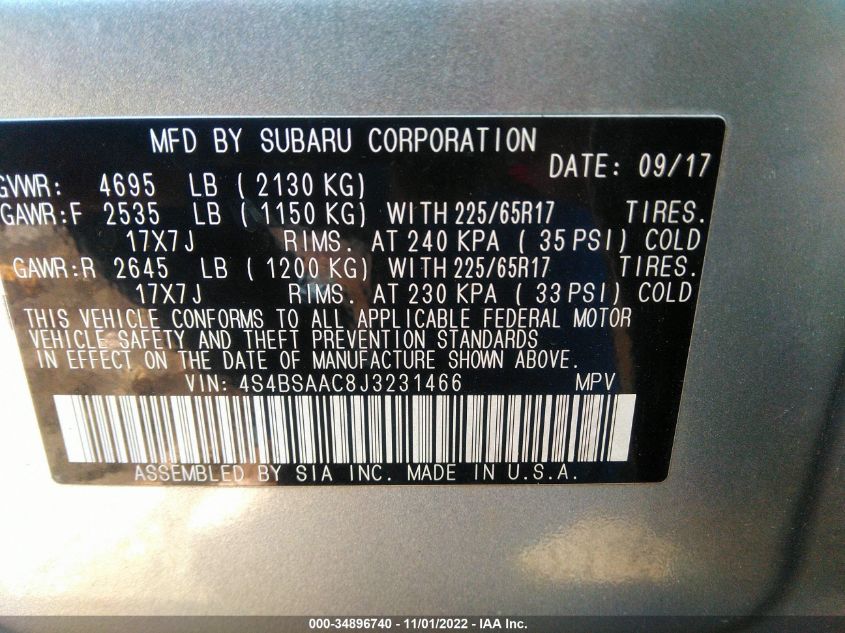 MFD BY SUBARU CORPORATION
DATE: 09/17
GVWR: 4695 LB ( 2130 KG)
GAWR:F 2535 LB ( 1150 KG) WITH 225/65R17 TIRES.
17X7J RIMS. AT 240 KPA ( 35 PSI) COLD
GAWR:R 2645 LB ( 1200 KG) WITH 225/65R17 TIRES.
17X7J RIMS. AT 230 KPA ( 33 PSI) COLD
THIS VEHICLE CONFORMS TO ALL APPLICABLE FEDERAL MOTOR
VEHICLE SAFETY AND THEFT PREVENTION STANDARDS
IN EFFECT ON THE DATE OF MANUFACTURE SHOWN ABOVE.
VIN: 4S4BSAAC8J3231466 MPV
ASSEMBLED BY SIA INC. MADE IN U.S.A.
000-34896740 - 11/01/2022 - IAA Inc.